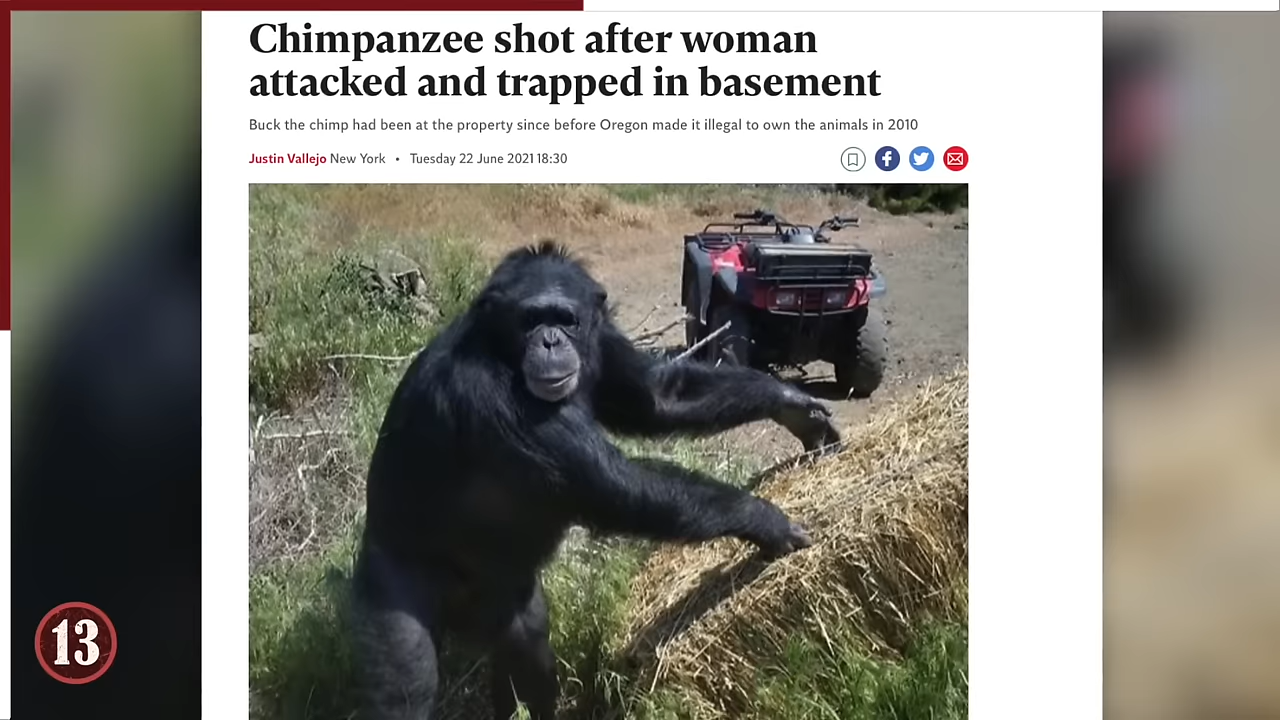 Chimpanzee shot after woman
attacked and trapped in basement
Buck the chimp had been at the property since before Oregon made it illegal to own the animals in 2010
Justin Vallejo New York • Tuesday 22 June 2021 18:30
13